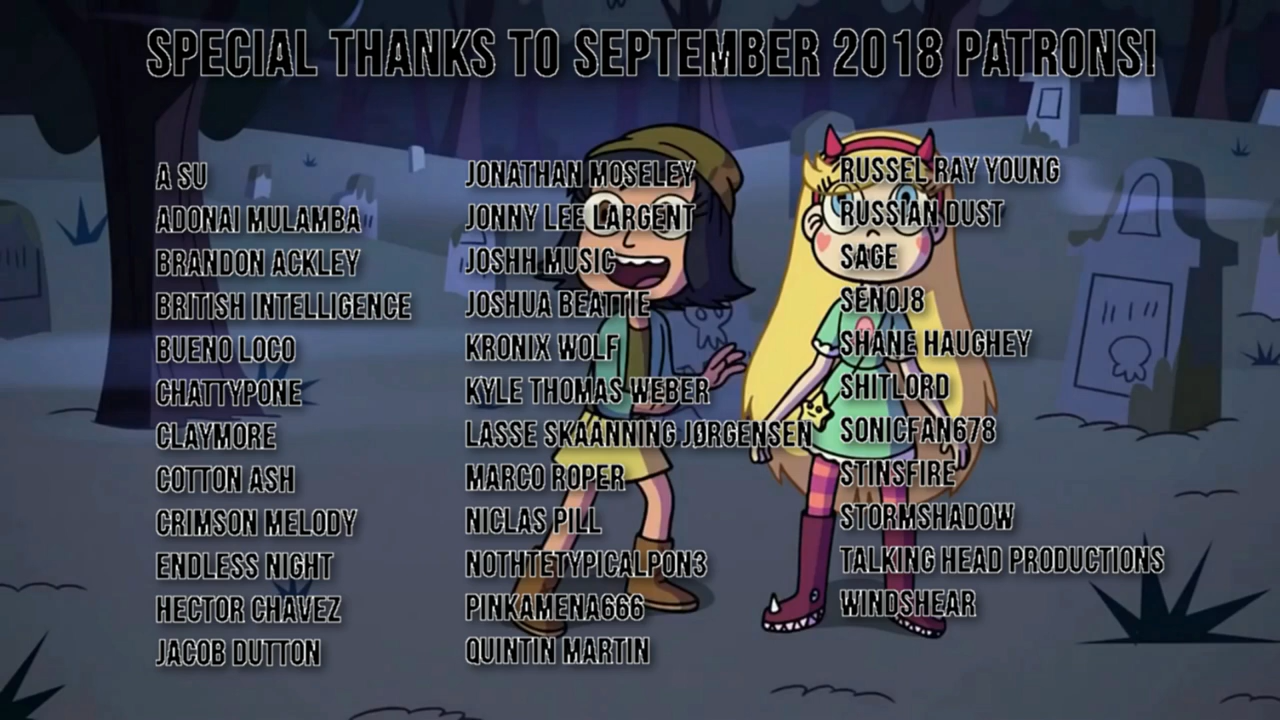 SPECIAL THANKS TO SEPTEMBER 2018 PATRONS!
A SU
ADONAI MULAMBA
BRANDON ACKLEY
BRITISH INTELLIGENCE
BUENO LOCO
CHATTYPONE
CLAYMORE
COTTON ASH
CRIMSON MELODY
ENDLESS NIGHT
HECTOR CHAVEZ
JACOB DUTTON
JONATHAN MOSELEY
JONNY LEE LARGENT
JOSHH MUSIC
JOSHUA BEATTIE
KRONIX WOLF
KYLE THOMAS WEBER
LASSE SKAANNING JØRGENSEN
MARCO ROPER
NICLAS PILL
NOTHTETYPICALPON3
PINKAMENA666
QUINTIN MARTIN
RUSSEL RAY YOUNG
RUSSIAN DUST
SAGE
SENOJ8
SHANE HAUGHEY
SHITLORD
SONICFAN678
STINSFIRE
STORMSHADOW
TALKING HEAD PRODUCTIONS
WINDSHEAR